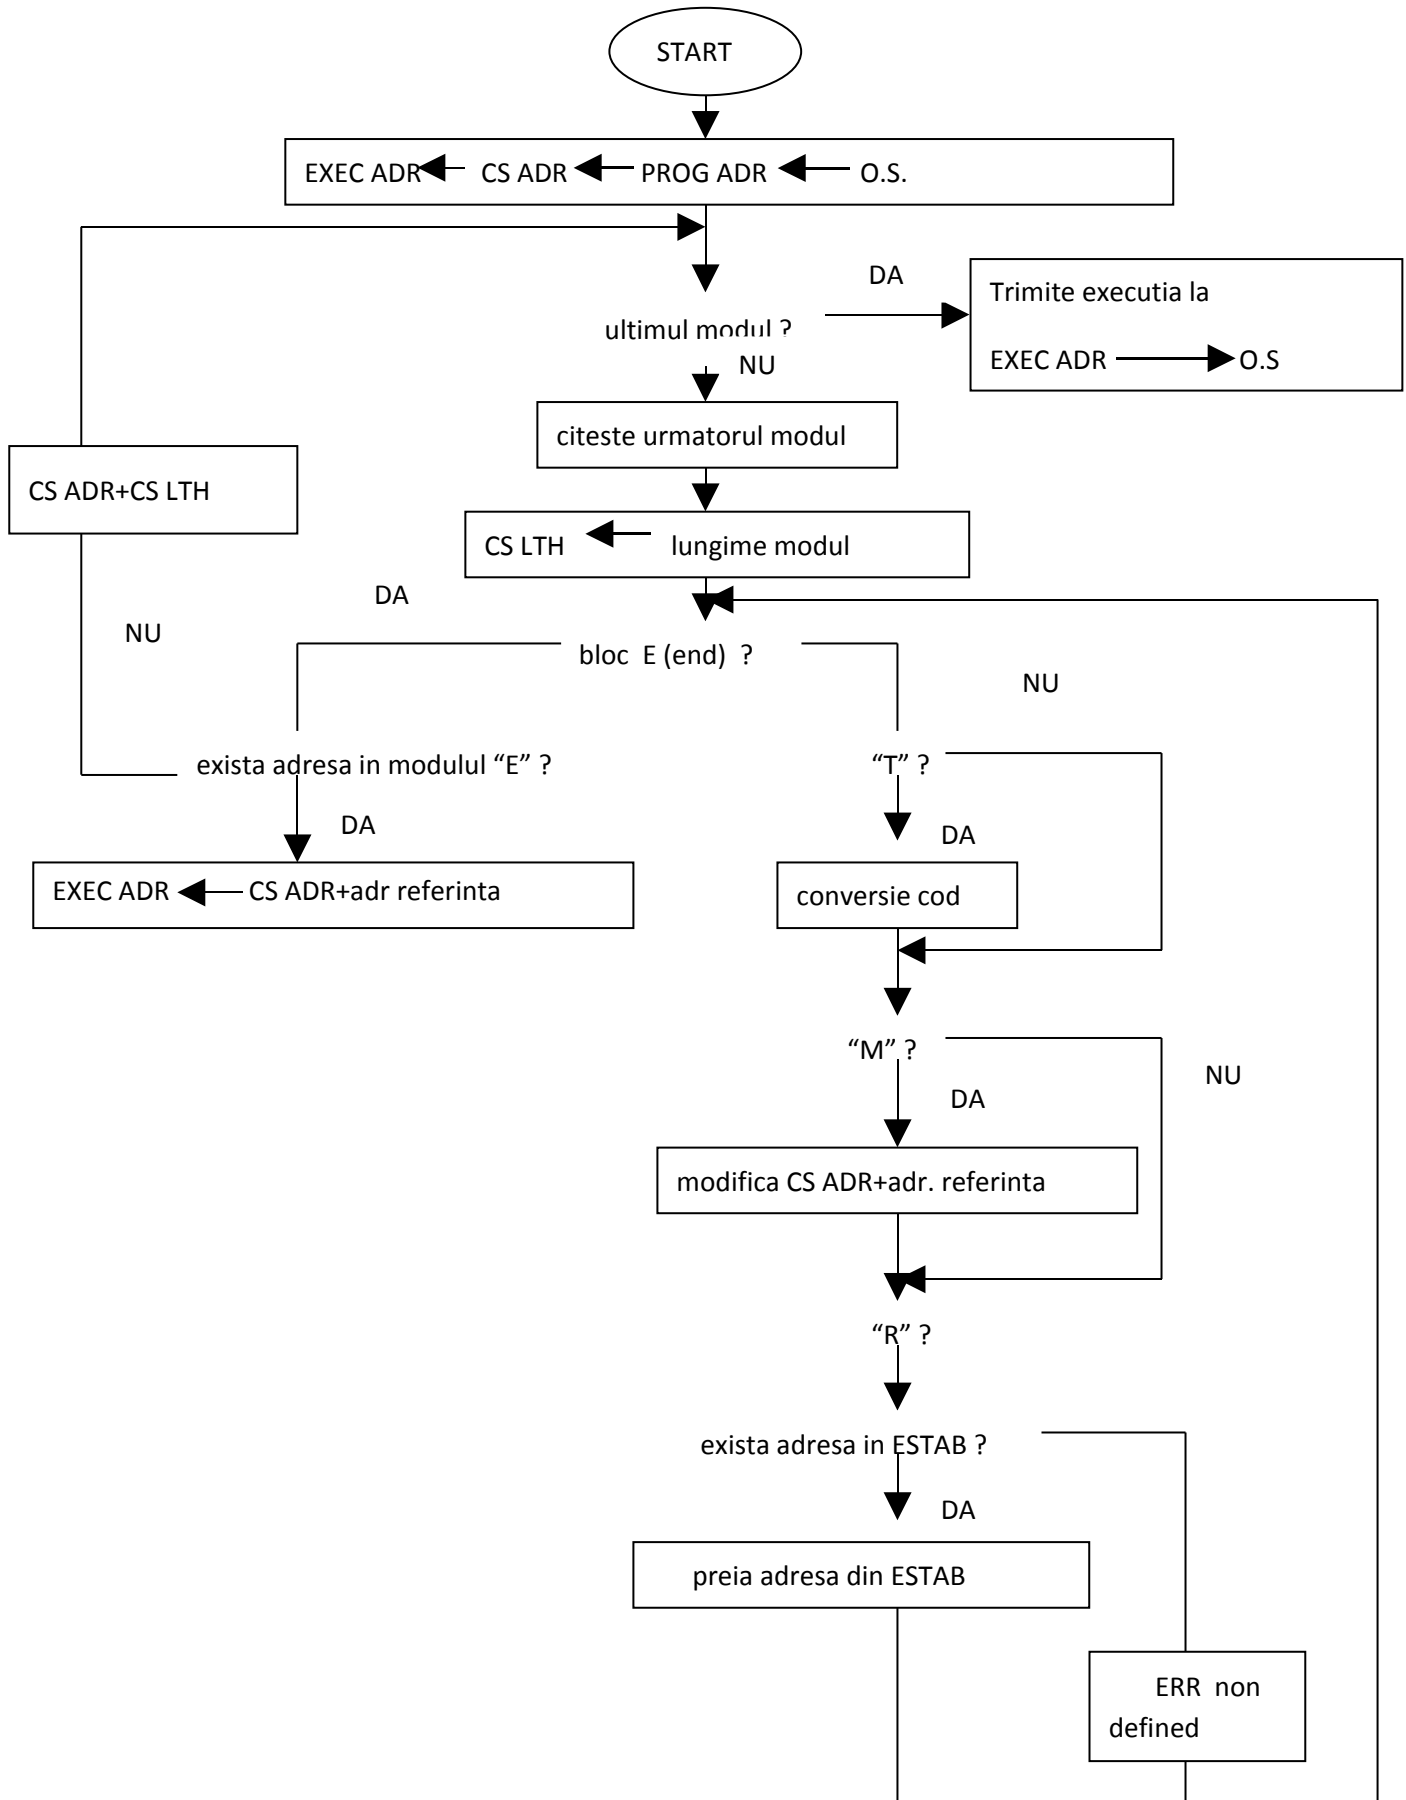 START
EXEC ADR CS ADR PROG ADR O.S.
DA
Trimite executia la
ultimul modul ?
EXEC ADR O.S
NU
citeste urmatorul modul
CS ADR+CS LTH
CS LTH lungime modul
DA
NU
bloc E (end) ?
NU
exista adresa in modulul “E” ?
“T” ?
DA
DA
EXEC ADR CS ADR+adr referinta
conversie cod
“M” ?
NU
DA
modifica CS ADR+adr. referinta
“R” ?
exista adresa in ESTAB ?
DA
preia adresa din ESTAB
ERR non
defined